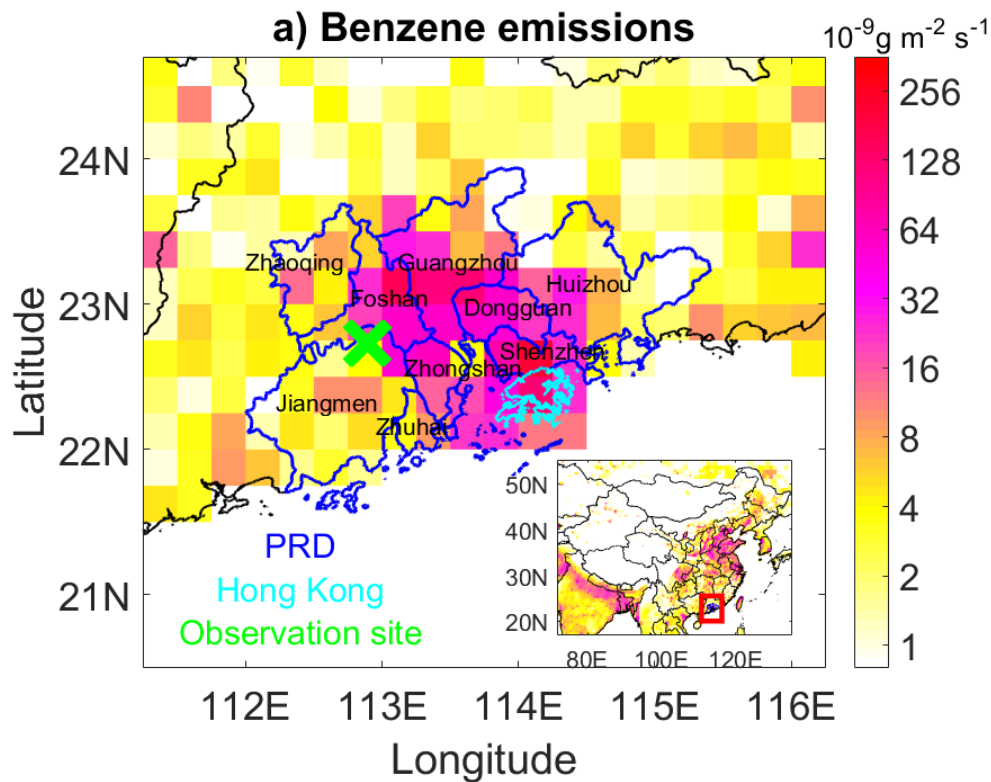 a) Benzene emissions
10⁻⁹g m⁻² s⁻¹
256
128
64
32
16
8
4
2
1
24N
23N
22N
21N
Latitude
Zhaoqing
Guangzhou
Huizhou
Foshan
Dongguan
Shenzhen
Zhongshan
Jiangmen
Zhuhai
PRD
Hong Kong
Observation site
50N
40N
30N
20N
80E 100E 120E
112E 113E 114E 115E 116E
Longitude